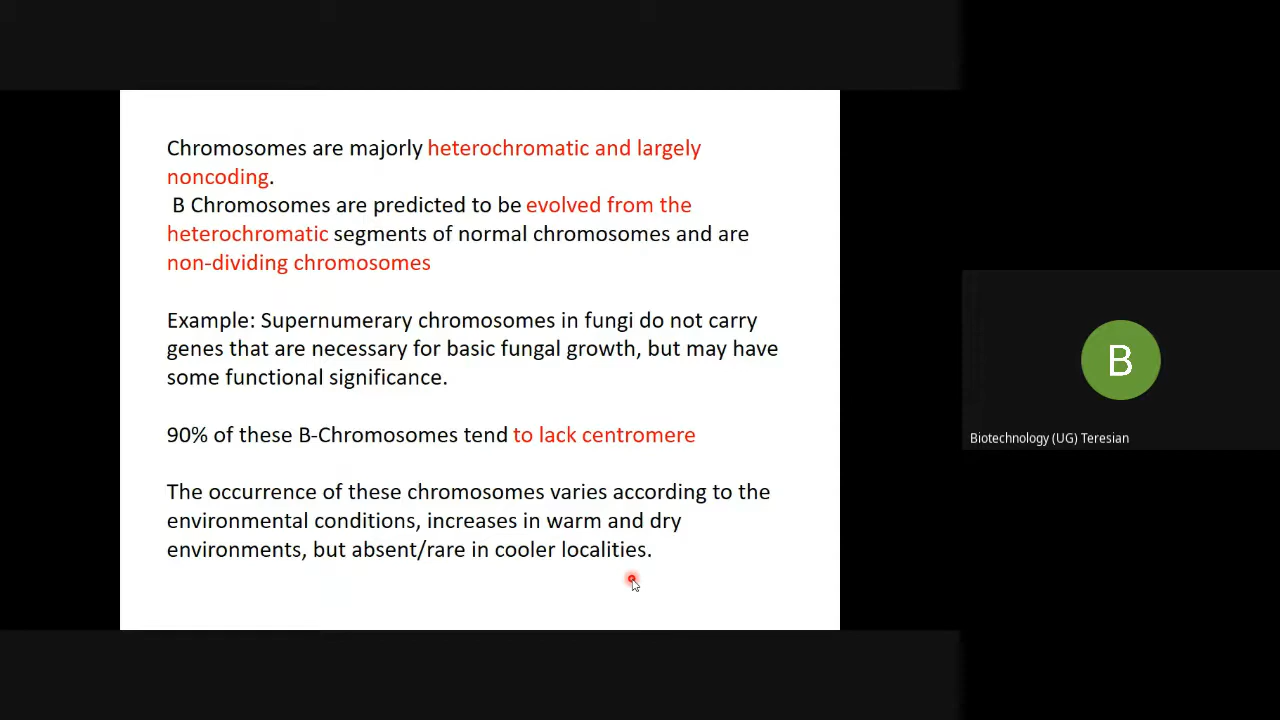 Chromosomes are majorly heterochromatic and largely
noncoding.
B Chromosomes are predicted to be evolved from the
heterochromatic segments of normal chromosomes and are
non-dividing chromosomes
Example: Supernumerary chromosomes in fungi do not carry
genes that are necessary for basic fungal growth, but may have
some functional significance.
90% of these B-Chromosomes tend to lack centromere
The occurrence of these chromosomes varies according to the
environmental conditions, increases in warm and dry
environments, but absent/rare in cooler localities.
B
Biotechnology (UG) Teresian